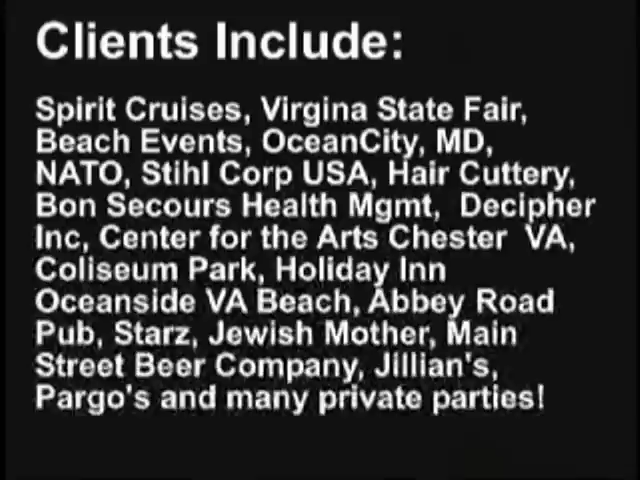 Clients Include:
Spirit Cruises, Virgina State Fair,
Beach Events, OceanCity, MD,
NATO, Stihl Corp USA, Hair Cuttery,
Bon Secours Health Mgmt,  Decipher
Inc, Center for the Arts Chester  VA,
Coliseum Park, Holiday Inn
Oceanside VA Beach, Abbey Road
Pub, Starz, Jewish Mother, Main
Street Beer Company, Jillian's,
Pargo's and many private parties!